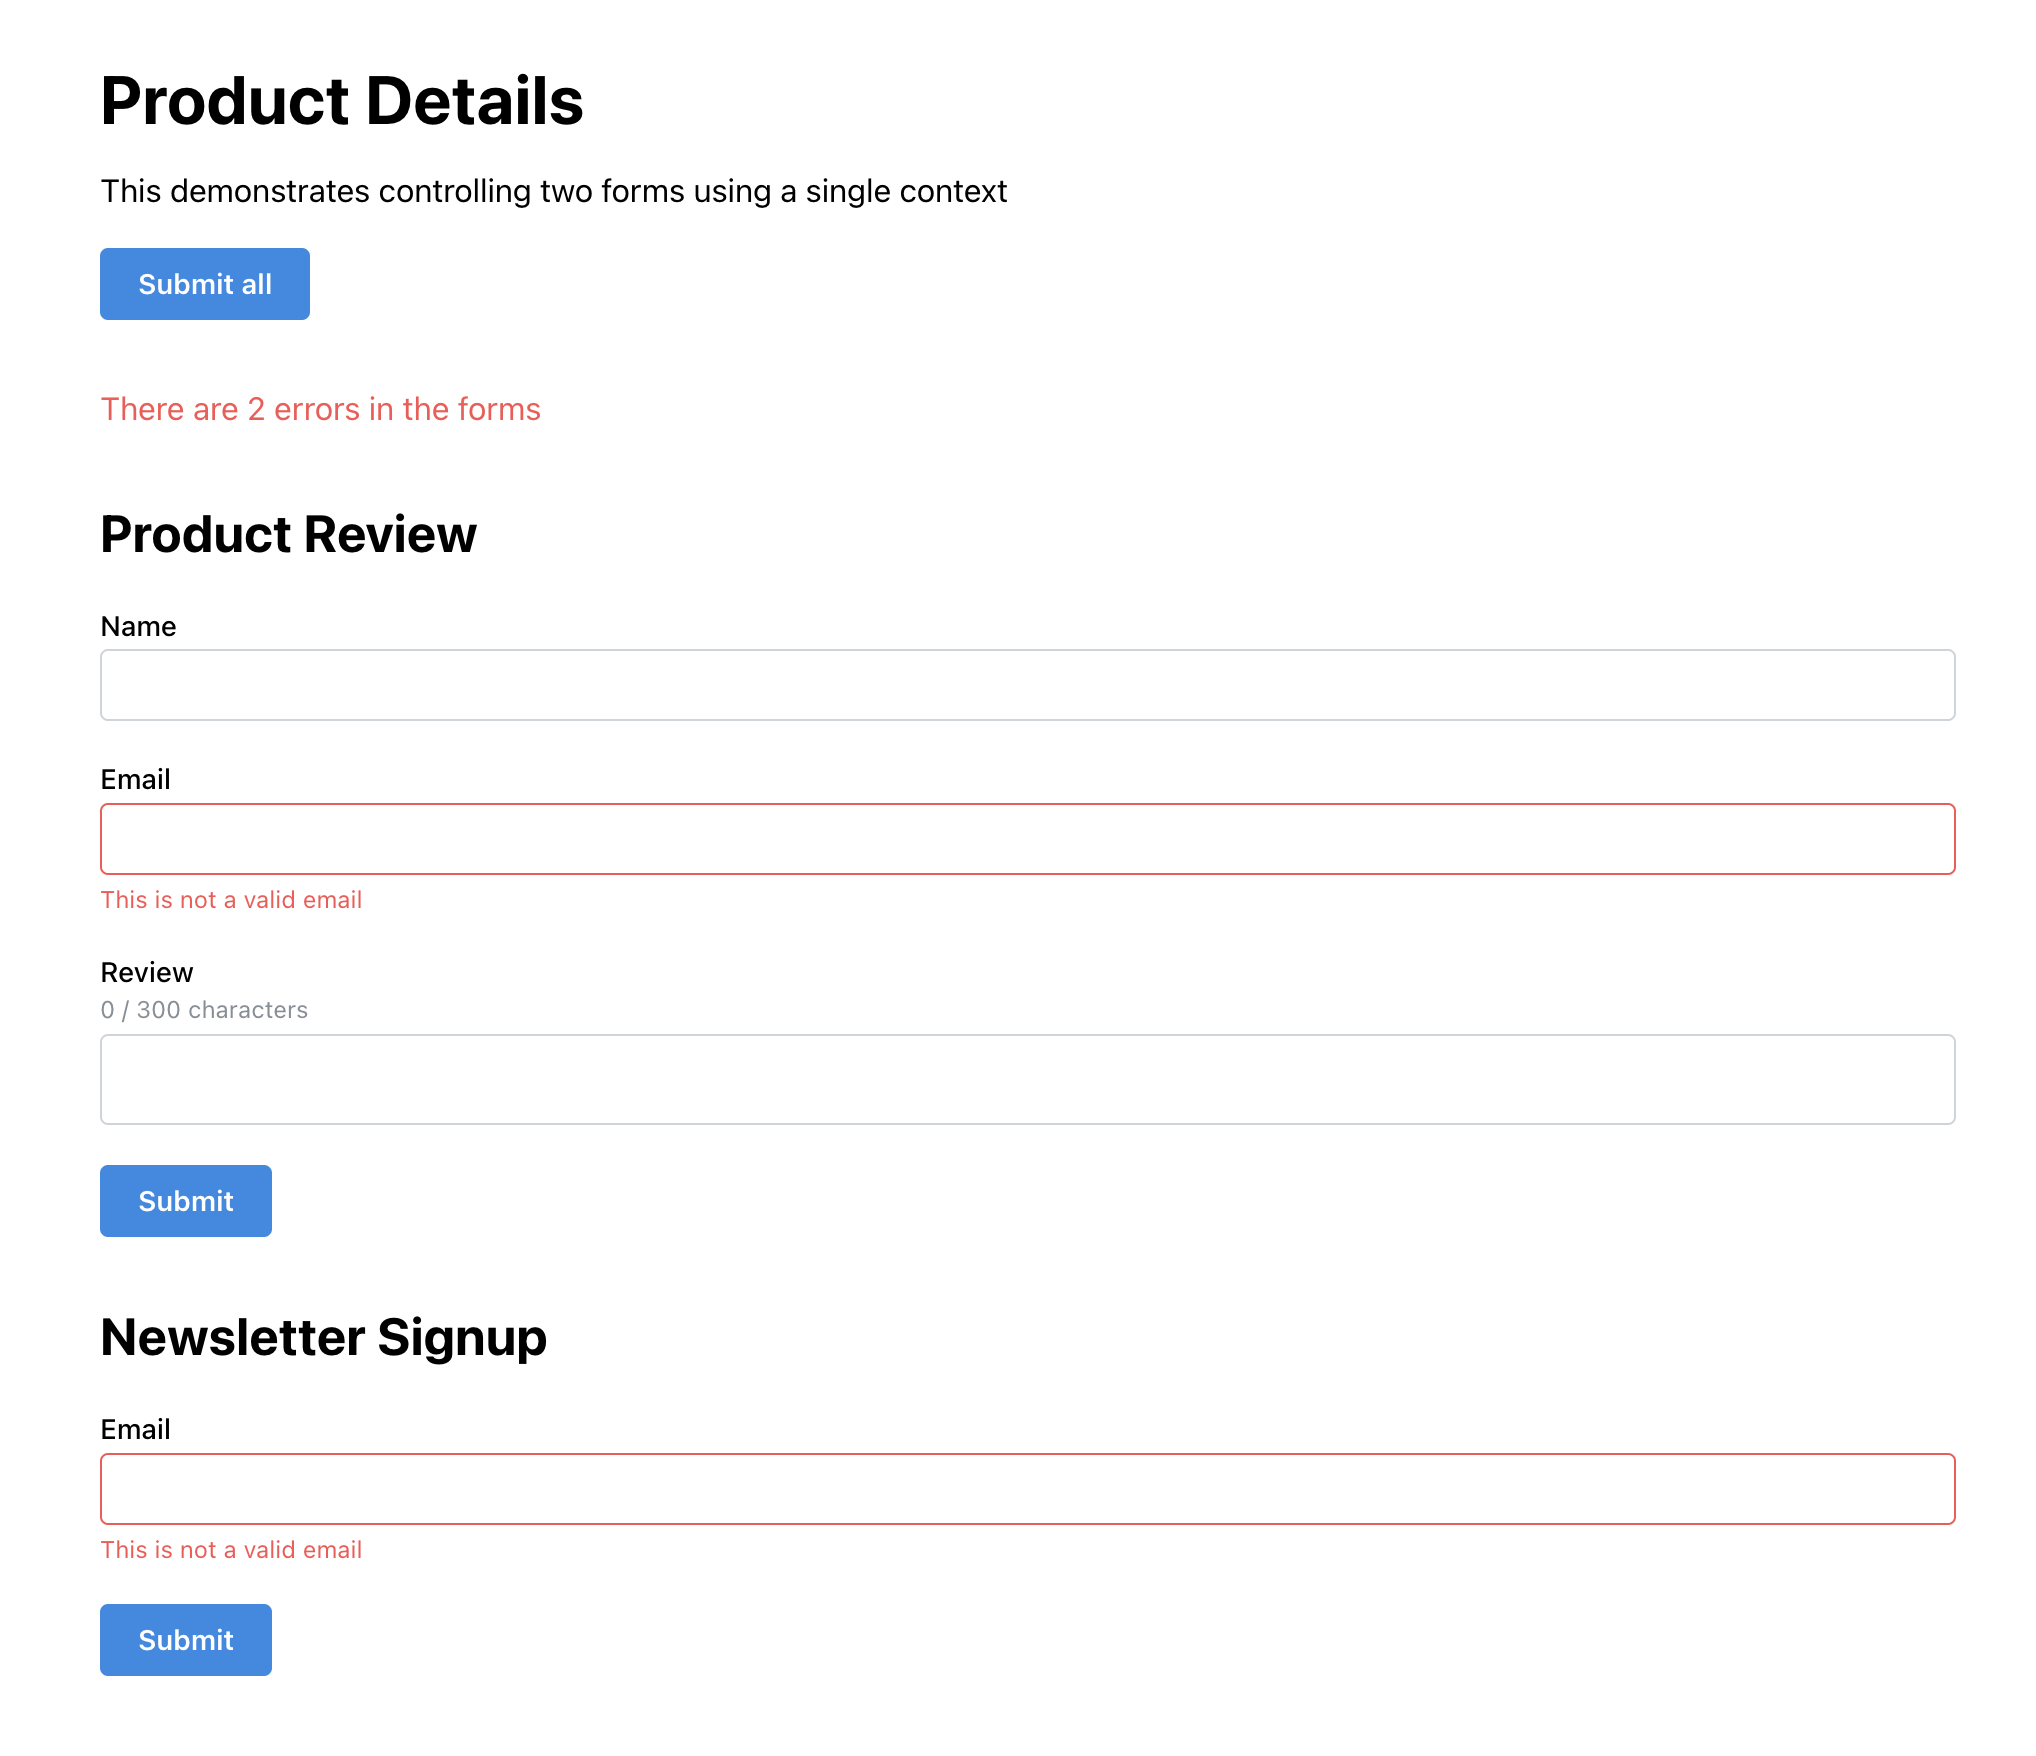 Product Details
This demonstrates controlling two forms using a single context
Submit all
There are 2 errors in the forms
Product Review
Name
Email
This is not a valid email
Review
0 / 300 characters
Submit
Newsletter Signup
Email
This is not a valid email
Submit